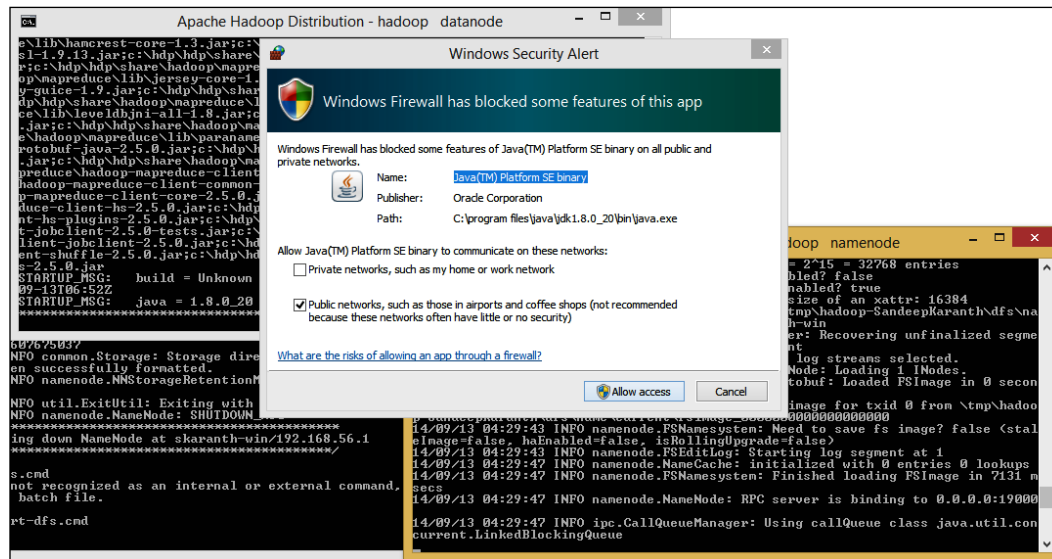 Apache Hadoop Distribution - hadoop datanode
e\lib\hamcrest-core-1.3.jar;c:\
sl-1.9.13.jar;c:\hdp\hdp\share\
r;c:\hdp\hdp\share\hadoop\mapre
op\mapreduce\lib\jersey-core-1.
y-guice-1.9.jar;c:\hdp\hdp\shar
dp\hdp\share\hadoop\mapreduce\l
ce\lib\leveldbjni-all-1.8.jar;c
.jar;c:\hdp\hdp\share\hadoop\ma
e\hadoop\mapreduce\lib\paraname
rotobuf-java-2.5.0.jar;c:\hdp\h
.jar;c:\hdp\hdp\share\hadoop\ma
preduce\hadoop-mapreduce-client
hadoop-mapreduce-client-common-
p-mapreduce-client-core-2.5.0.j
duce-client-hs-2.5.0.jar;c:\hdp
nt-hs-plugins-2.5.0.jar;c:\hdp\
t-jobclient-2.5.0-tests.jar;c:\
lient-jobclient-2.5.0.jar;c:\hd
ent-shuffle-2.5.0.jar;c:\hdp\hd
s-2.5.0.jar
STARTUP_MSG: build = Unknown
09-13T06:52Z
STARTUP_MSG: java = 1.8.0_20
Windows Security Alert
Windows Firewall has blocked some features of this app
Windows Firewall has blocked some features of Java(TM) Platform SE binary on all public and
private networks.
Name: Java(TM) Platform SE binary
Publisher: Oracle Corporation
Path: C:\program files\java\jdk1.8.0_20\bin\java.exe
Allow Java(TM) Platform SE binary to communicate on these networks:
Private networks, such as my home or work network
Public networks, such as those in airports and coffee shops (not recommended
because these networks often have little or no security)
What are the risks of allowing an app through a firewall?
Allow access
Cancel
607675037
NFO common.Storage: Storage dire
en successfully formatted.
NFO namenode.NNStorageRetentionM
NFO util.ExitUtil: Exiting with
NFO namenode.NameNode: SHUTDOWN_
ing down NameNode at skaranth-win/192.168.56.1
s.cmd
not recognized as an internal or external command,
batch file.
rt-dfs.cmd
doop namenode
= 2^15 = 32768 entries
bled? false
nabled? true
size of an xattr: 16384
tmp\hadoop-SandeepKaranth\dfs\na
h-win
er: Recovering unfinalized segme
nt
log streams selected.
Node: Loading 1 INodes.
tobuf: Loaded FSImage in 0 secon
image for txid 0 from \tmp\hadoo
14/09/13 04:29:43 INFO namenode.FSNamesystem: Need to save fs image? false (stal
eImage=false, haEnabled=false, isRollingUpgrade=false)
14/09/13 04:29:43 INFO namenode.FSEditLog: Starting log segment at 1
14/09/13 04:29:47 INFO namenode.NameCache: initialized with 0 entries 0 lookups
14/09/13 04:29:47 INFO namenode.FSNamesystem: Finished loading FSImage in 7131 m
secs
14/09/13 04:29:47 INFO namenode.NameNode: RPC server is binding to 0.0.0.0:19000
14/09/13 04:29:47 INFO ipc.CallQueueManager: Using callQueue class java.util.con
current.LinkedBlockingQueue